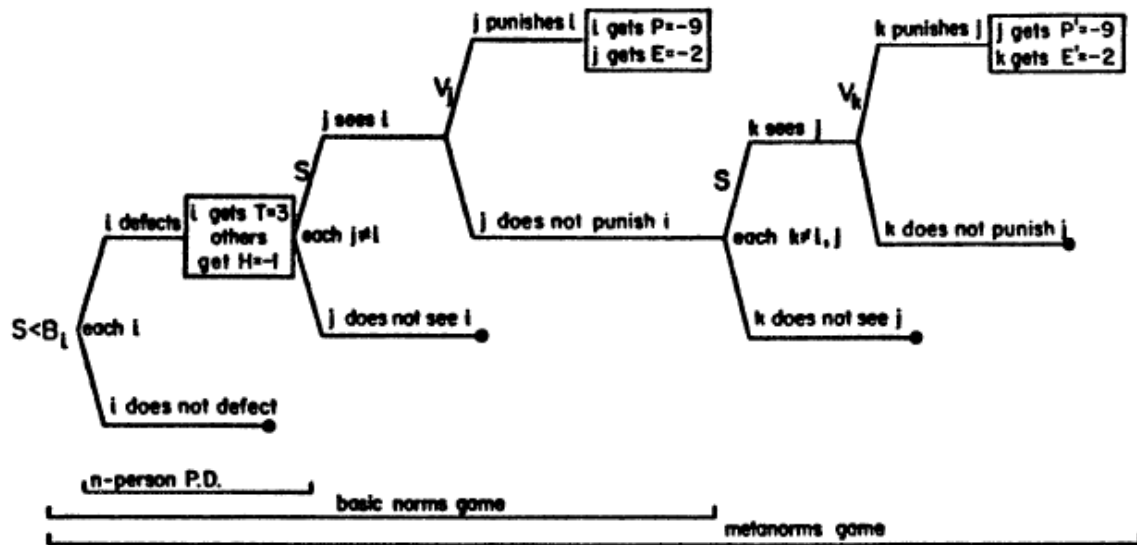 j punishes i
i gets P=-9
j gets E=-2
k punishes j
j gets P'=-9
k gets E'=-2
Vj
Vk
j sees i
k sees j
S
S
i defects
i gets T=3
others
get H=-1
each j≠i
j does not punish i
each k≠i, j
k does not punish j
S<Bi
each i
j does not see i
k does not see j
i does not defect
n-person P.D.
basic norms game
metanorms game